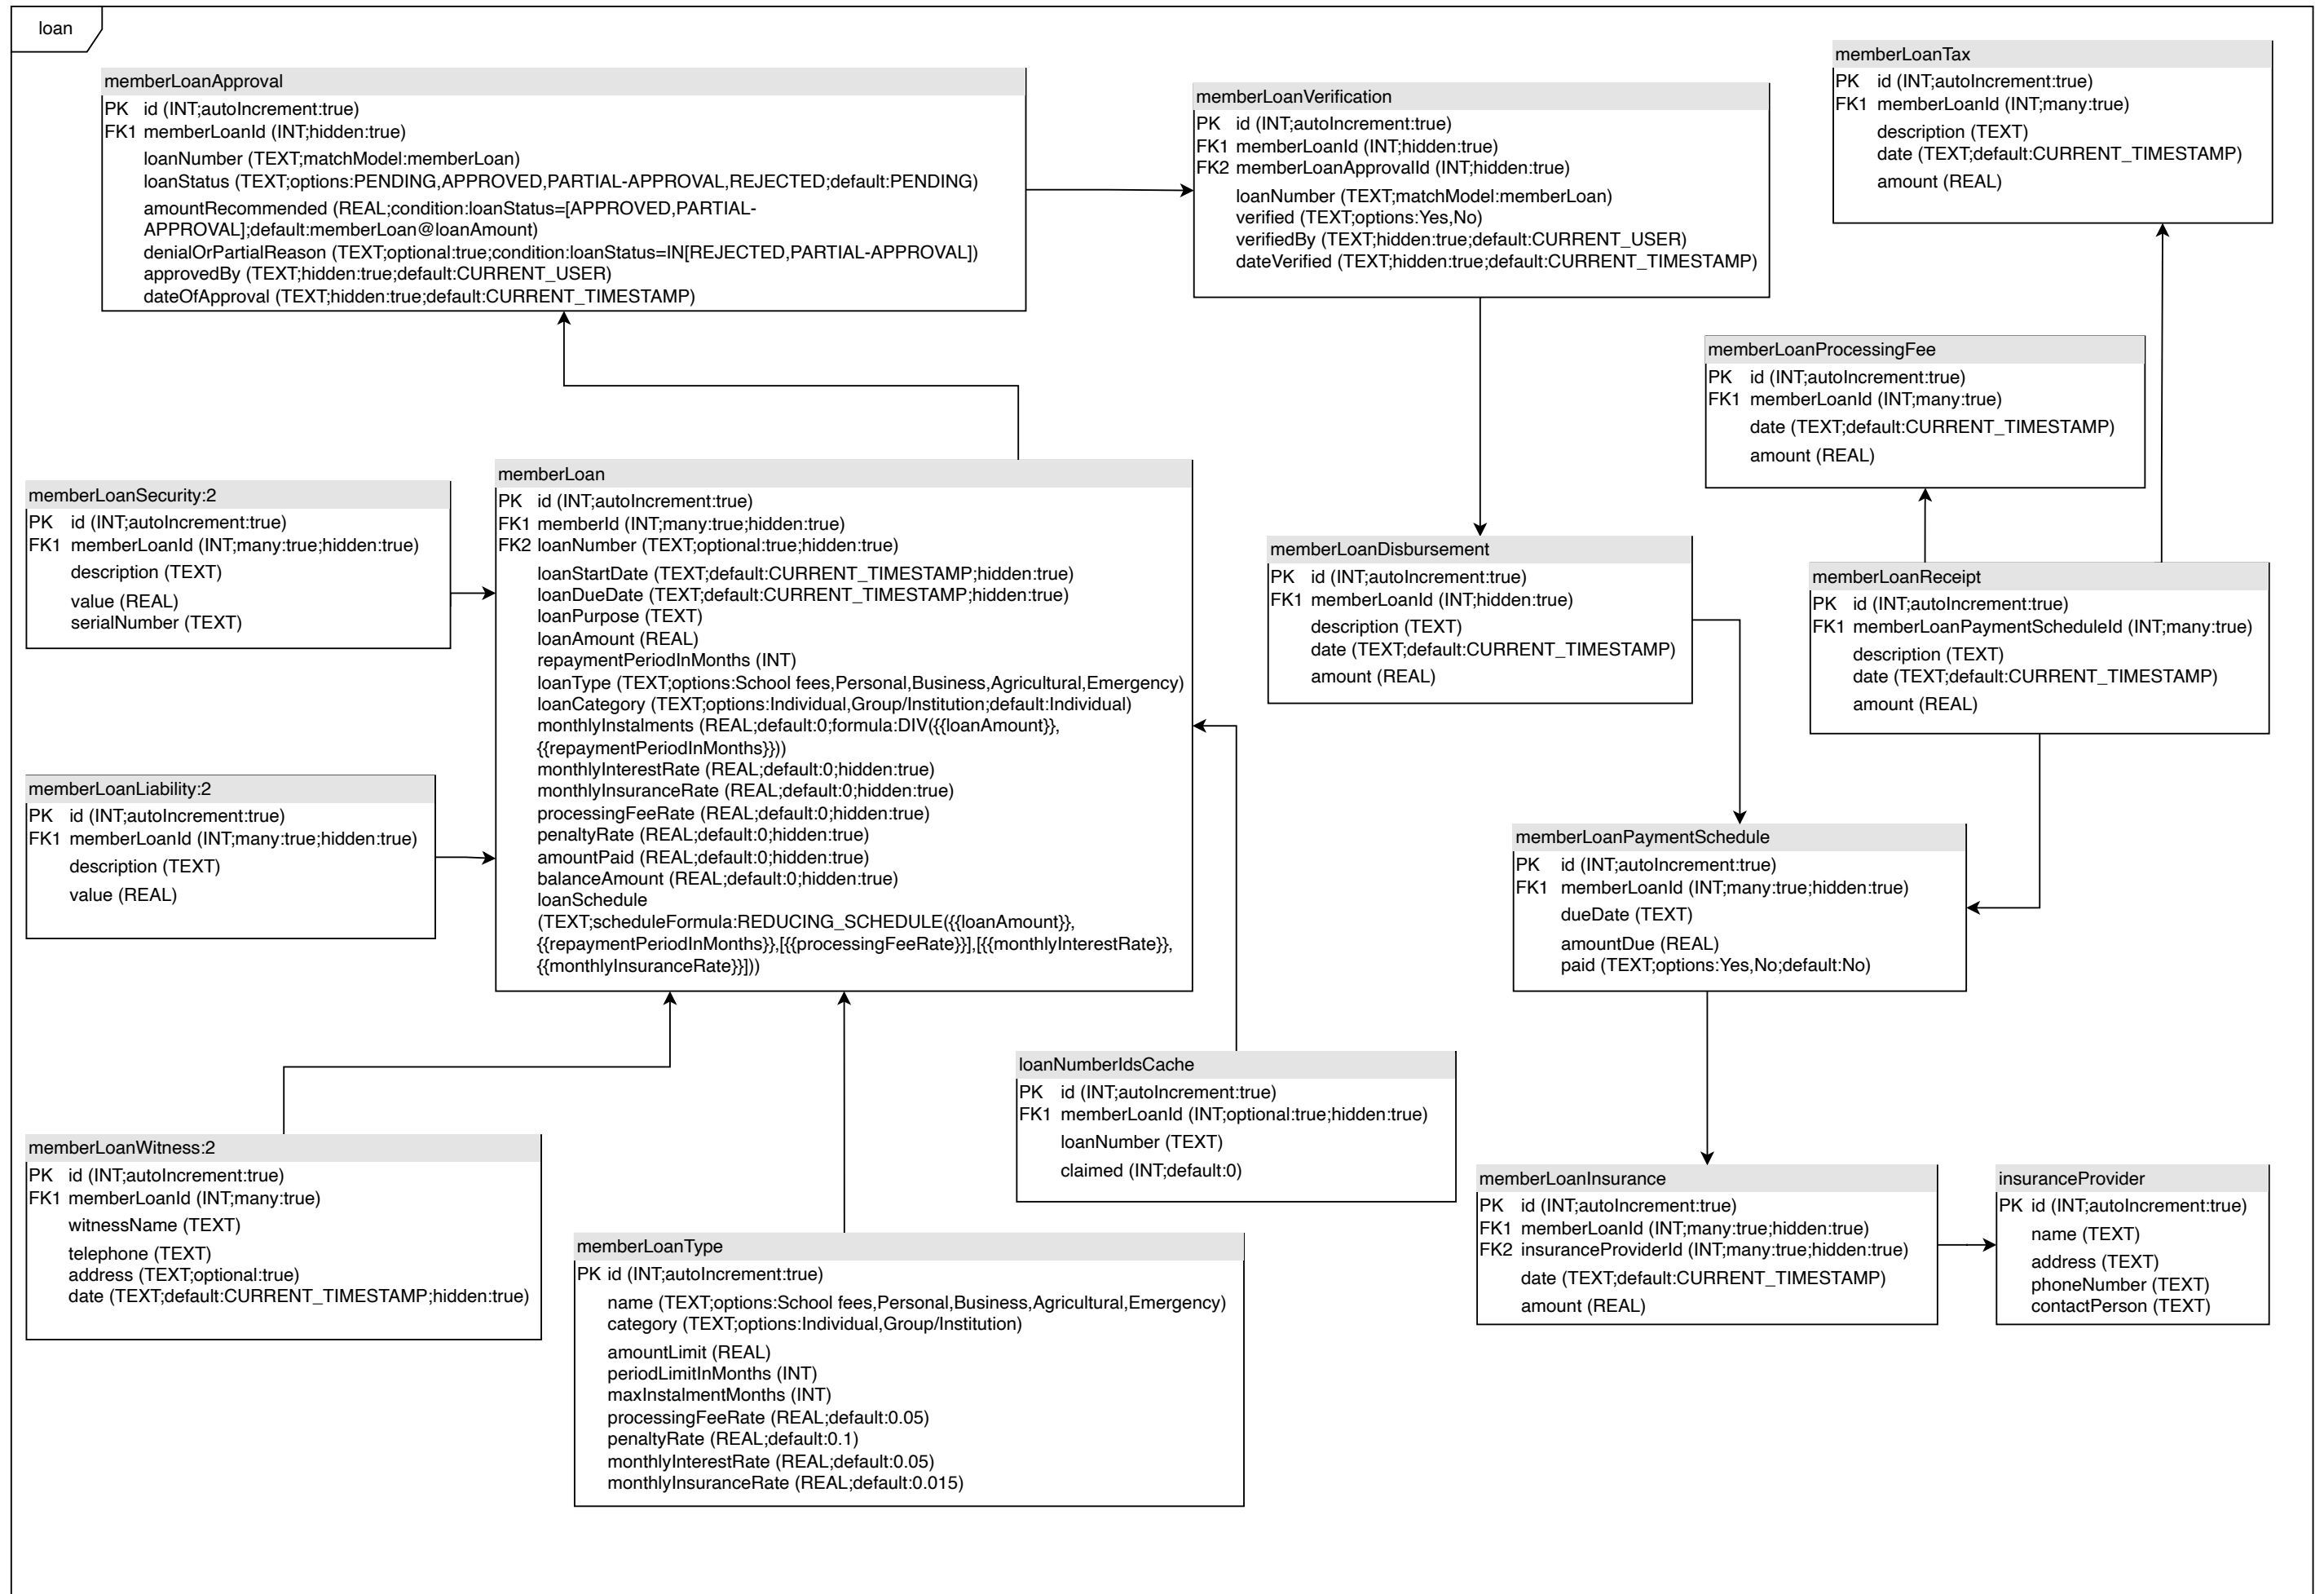 loan
memberLoanApproval
PK id (INT;autoIncrement:true)
FK1 memberLoanId (INT;hidden:true)
loanNumber (TEXT;matchModel:memberLoan)
loanStatus (TEXT;options:PENDING,APPROVED,PARTIAL-APPROVAL,REJECTED;default:PENDING)
amountRecommended (REAL;condition:loanStatus=[APPROVED,PARTIAL-
APPROVAL];default:memberLoan@loanAmount)
denialOrPartialReason (TEXT;optional:true;condition:loanStatus=IN[REJECTED,PARTIAL-APPROVAL])
approvedBy (TEXT;hidden:true;default:CURRENT_USER)
dateOfApproval (TEXT;hidden:true;default:CURRENT_TIMESTAMP)
memberLoanVerification
PK id (INT;autoIncrement:true)
FK1 memberLoanId (INT;hidden:true)
FK2 memberLoanApprovalId (INT;hidden:true)
loanNumber (TEXT;matchModel:memberLoan)
verified (TEXT;options:Yes,No)
verifiedBy (TEXT;hidden:true;default:CURRENT_USER)
dateVerified (TEXT;hidden:true;default:CURRENT_TIMESTAMP)
memberLoanTax
PK id (INT;autoIncrement:true)
FK1 memberLoanId (INT;many:true)
description (TEXT)
date (TEXT;default:CURRENT_TIMESTAMP)
amount (REAL)
memberLoanProcessingFee
PK id (INT;autoIncrement:true)
FK1 memberLoanId (INT;many:true)
date (TEXT;default:CURRENT_TIMESTAMP)
amount (REAL)
memberLoanSecurity:2
PK id (INT;autoIncrement:true)
FK1 memberLoanId (INT;many:true;hidden:true)
description (TEXT)
value (REAL)
serialNumber (TEXT)
memberLoan
PK id (INT;autoIncrement:true)
FK1 memberId (INT;many:true;hidden:true)
FK2 loanNumber (TEXT;optional:true;hidden:true)
loanStartDate (TEXT;default:CURRENT_TIMESTAMP;hidden:true)
loanDueDate (TEXT;default:CURRENT_TIMESTAMP;hidden:true)
loanPurpose (TEXT)
loanAmount (REAL)
repaymentPeriodInMonths (INT)
loanType (TEXT;options:School fees,Personal,Business,Agricultural,Emergency)
loanCategory (TEXT;options:Individual,Group/Institution;default:Individual)
monthlyInstalments (REAL;default:0;formula:DIV({{loanAmount}},
{{repaymentPeriodInMonths}}))
monthlyInterestRate (REAL;default:0;hidden:true)
monthlyInsuranceRate (REAL;default:0;hidden:true)
processingFeeRate (REAL;default:0;hidden:true)
penaltyRate (REAL;default:0;hidden:true)
amountPaid (REAL;default:0;hidden:true)
balanceAmount (REAL;default:0;hidden:true)
loanSchedule
(TEXT;scheduleFormula:REDUCING_SCHEDULE({{loanAmount}},
{{repaymentPeriodInMonths}},[{{processingFeeRate}}],[{{monthlyInterestRate}},
{{monthlyInsuranceRate}}]))
memberLoanDisbursement
PK id (INT;autoIncrement:true)
FK1 memberLoanId (INT;hidden:true)
description (TEXT)
date (TEXT;default:CURRENT_TIMESTAMP)
amount (REAL)
memberLoanReceipt
PK id (INT;autoIncrement:true)
FK1 memberLoanPaymentScheduleId (INT;many:true)
description (TEXT)
date (TEXT;default:CURRENT_TIMESTAMP)
amount (REAL)
memberLoanLiability:2
PK id (INT;autoIncrement:true)
FK1 memberLoanId (INT;many:true;hidden:true)
description (TEXT)
value (REAL)
memberLoanPaymentSchedule
PK id (INT;autoIncrement:true)
FK1 memberLoanId (INT;many:true;hidden:true)
dueDate (TEXT)
amountDue (REAL)
paid (TEXT;options:Yes,No;default:No)
loanNumberIdsCache
PK id (INT;autoIncrement:true)
FK1 memberLoanId (INT;optional:true;hidden:true)
loanNumber (TEXT)
claimed (INT;default:0)
memberLoanWitness:2
PK id (INT;autoIncrement:true)
FK1 memberLoanId (INT;many:true)
witnessName (TEXT)
telephone (TEXT)
address (TEXT;optional:true)
date (TEXT;default:CURRENT_TIMESTAMP;hidden:true)
memberLoanType
PK id (INT;autoIncrement:true)
name (TEXT;options:School fees,Personal,Business,Agricultural,Emergency)
category (TEXT;options:Individual,Group/Institution)
amountLimit (REAL)
periodLimitInMonths (INT)
maxInstalmentMonths (INT)
processingFeeRate (REAL;default:0.05)
penaltyRate (REAL;default:0.1)
monthlyInterestRate (REAL;default:0.05)
monthlyInsuranceRate (REAL;default:0.015)
memberLoanInsurance
PK id (INT;autoIncrement:true)
FK1 memberLoanId (INT;many:true;hidden:true)
FK2 insuranceProviderId (INT;many:true;hidden:true)
date (TEXT;default:CURRENT_TIMESTAMP)
amount (REAL)
insuranceProvider
PK id (INT;autoIncrement:true)
name (TEXT)
address (TEXT)
phoneNumber (TEXT)
contactPerson (TEXT)